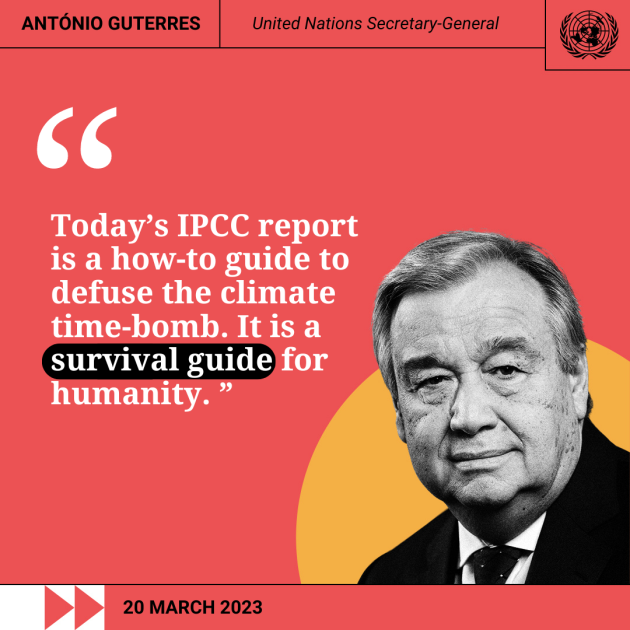 ANTÓNIO GUTERRES
United Nations Secretary-General
“
Today’s IPCC report
is a how-to guide to
defuse the climate
time-bomb. It is a
survival guide for
humanity. ”
20 MARCH 2023